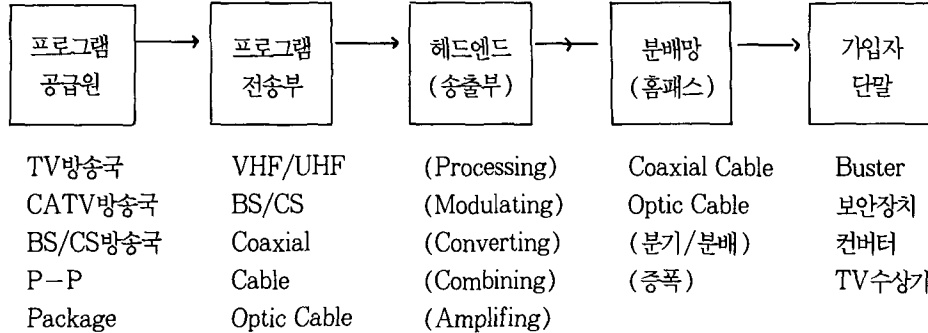 프로그램 → 프로그램 → 헤드엔드 → 분배망 → 가입자
공급원 전송부 (송출부) (홈패스) 단말
TV방송국 VHF/UHF (Processing) Coaxial Cable Buster
CATV방송국 BS/CS (Modulating) Optic Cable 보안장치
BS/CS방송국 Coaxial (Converting) (분기/분배) 컨버터
P-P Cable (Combining) (증폭) TV수상기
Package Optic Cable (Amplifing)